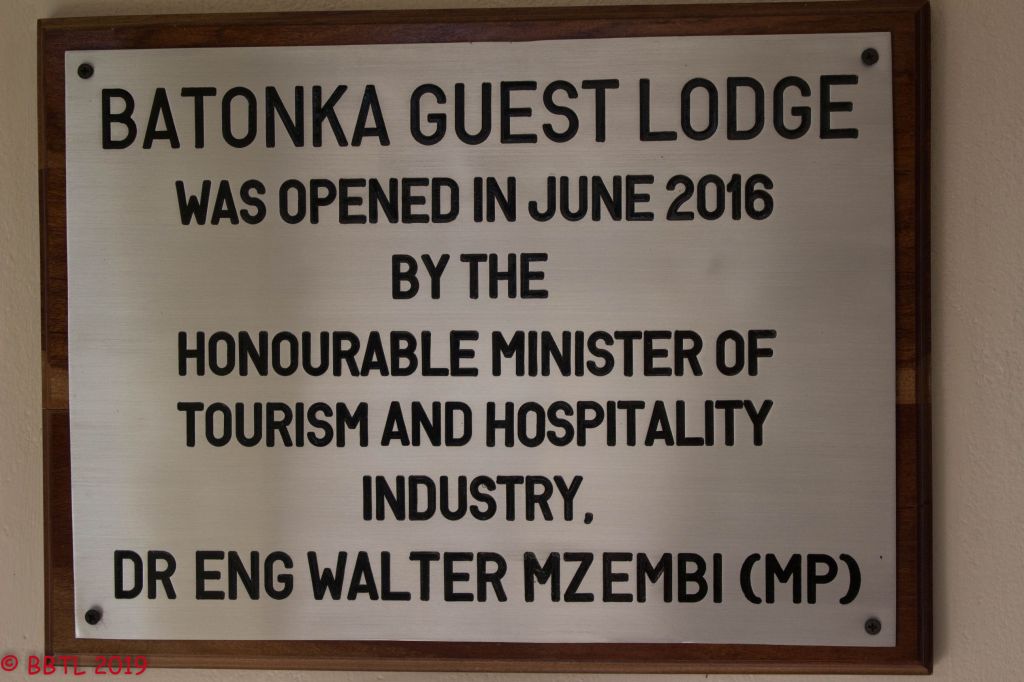 BATONKA GUEST LODGE
WAS OPENED IN JUNE 2016
BY THE
HONOURABLE MINISTER OF
TOURISM AND HOSPITALITY
INDUSTRY,
DR ENG WALTER MZEMBI (MP)
© BBTL 2019